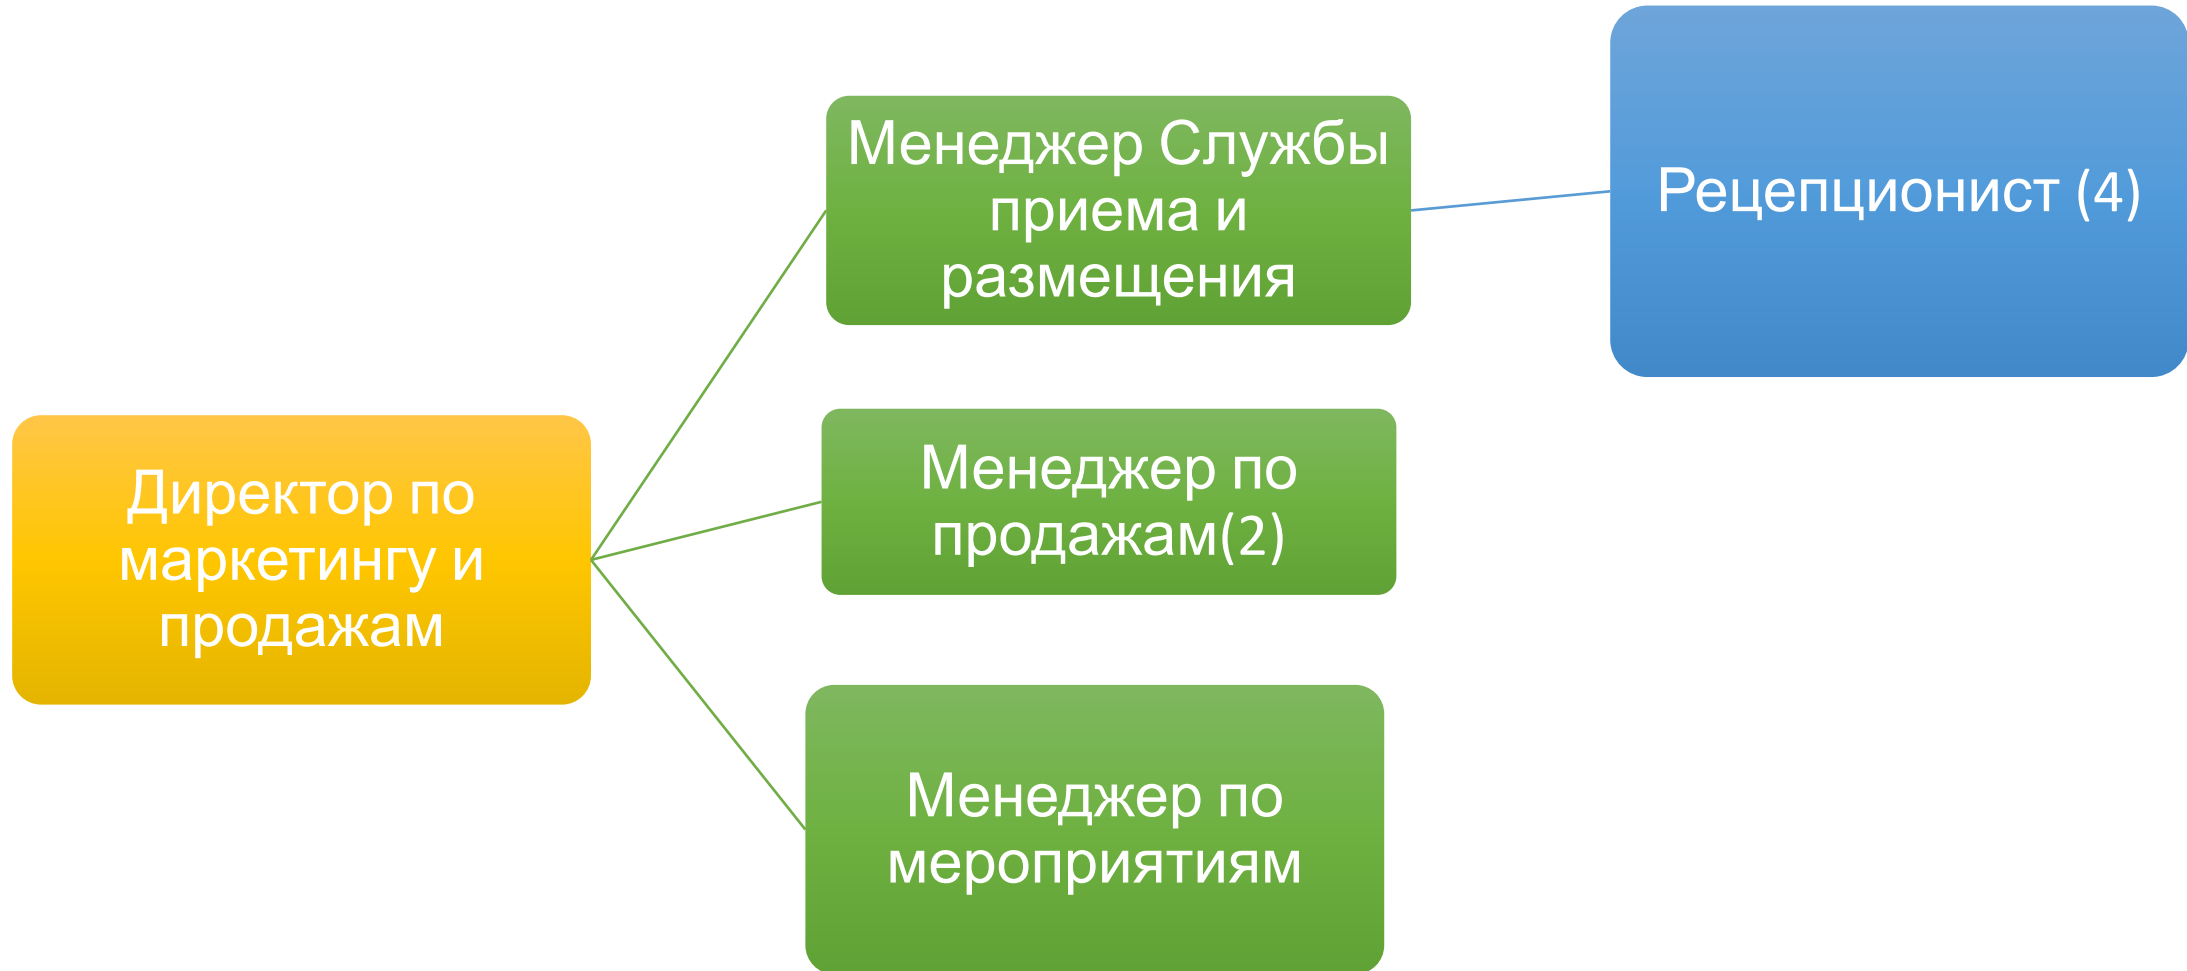 Директор по
маркетингу и
продажам
Менеджер Службы
приема и
размещения
Рецепционист (4)
Менеджер по
продажам(2)
Менеджер по
мероприятиям